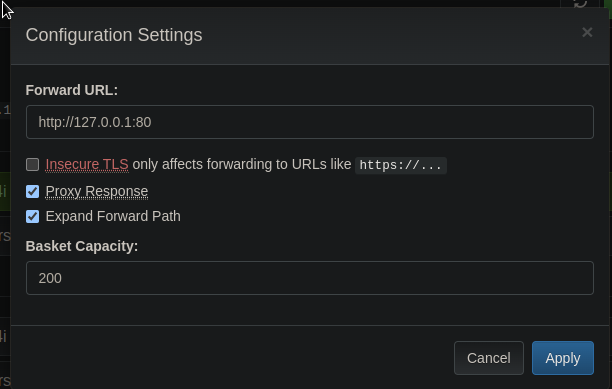 Configuration Settings
×
Forward URL:
http://127.0.0.1:80
Insecure TLS only affects forwarding to URLs like https://...
Proxy Response
Expand Forward Path
Basket Capacity:
200
Cancel
Apply